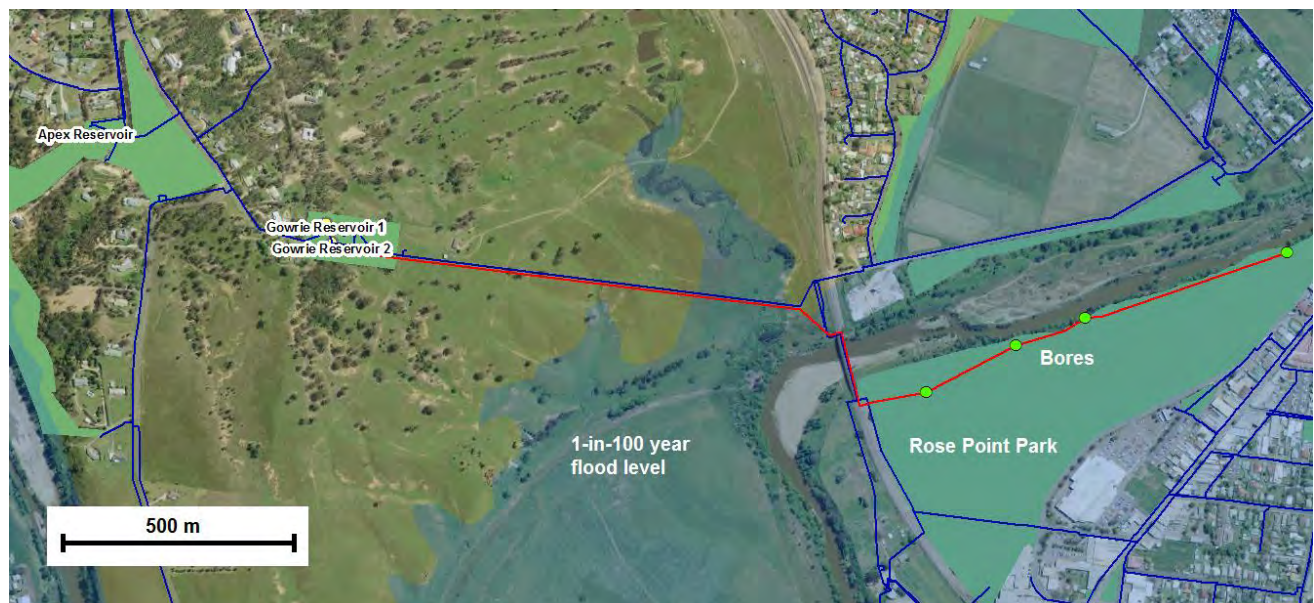 Apex Reservoir
Gowrie Reservoir 1
Gowrie Reservoir 2
Bores
Rose Point Park
1-in-100 year
flood level
500 m